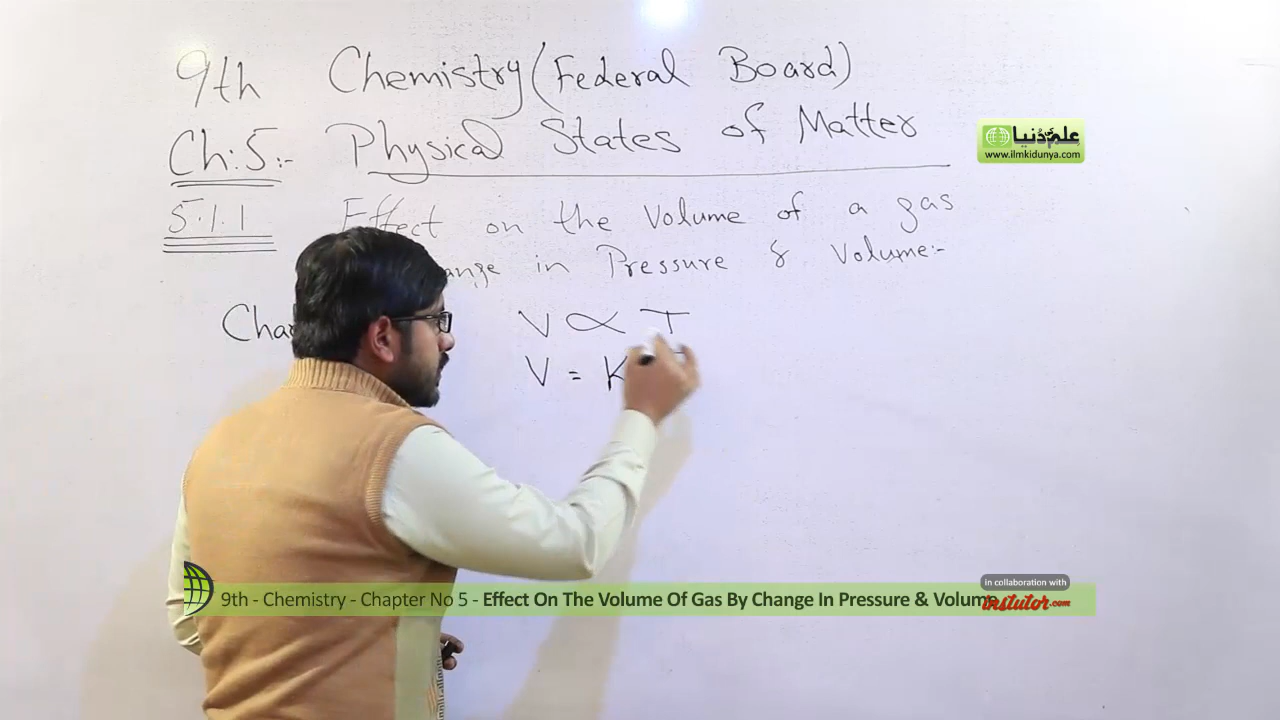 9th Chemistry (Federal Board)
Ch:5:- Physical States of Matter
5.1.1 Effect on the Volume of a gas
in Pressure & Volume:-
V ∝ T
V = K
علم کی دنیا
www.ilmkidunya.com
9th - Chemistry - Chapter No 5 - Effect On The Volume Of Gas By Change In Pressure & Volume
In collaboration with
instutor.com